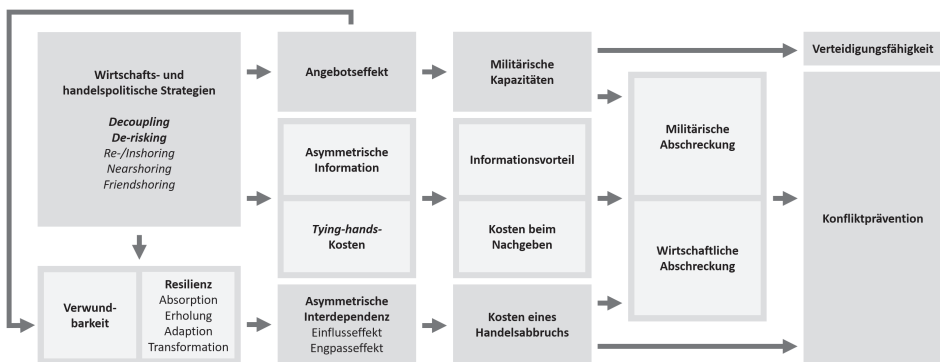 Wirtschafts- und
handelspolitische Strategien
Decoupling
De-risking
Re-/Inshoring
Nearshoring
Friendshoring
Verwund-
barkeit
Resilienz
Absorption
Erholung
Adaption
Transformation
Angebotseffekt
Asymmetrische
Information
Tying-hands-
Kosten
Asymmetrische
Interdependenz
Einflusseffekt
Engpasseffekt
Militärische
Kapazitäten
Informationsvorteil
Kosten beim
Nachgeben
Kosten eines
Handelsabbruchs
Militärische
Abschreckung
Wirtschaftliche
Abschreckung
Verteidigungsfähigkeit
Konfliktprävention